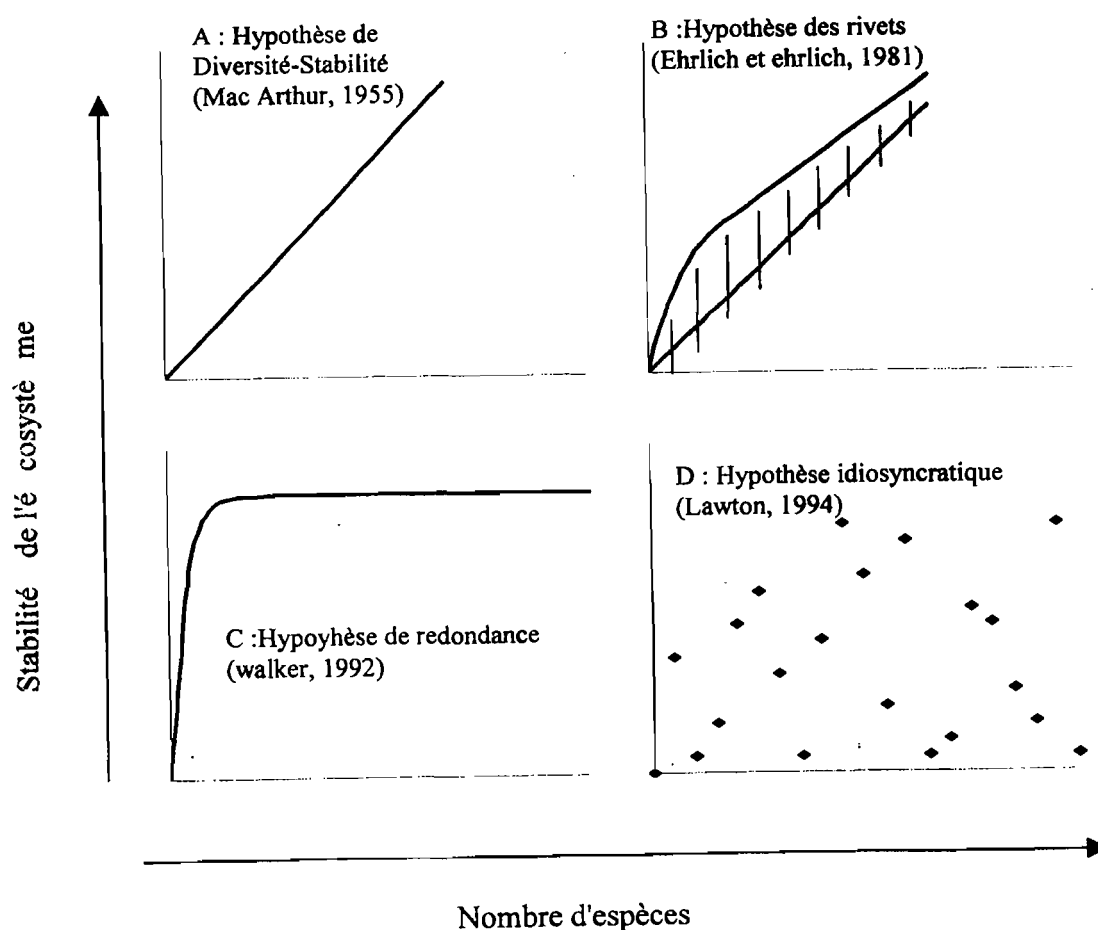 A : Hypothèse de
Diversité-Stabilité
(Mac Arthur, 1955)
B :Hypothèse des rivets
(Ehrlich et ehrlich, 1981)
Stabilité de l'é cosystè me
C :Hypoyhèse de redondance
(walker, 1992)
D : Hypothèse idiosyncratique
(Lawton, 1994)
Nombre d'espèces